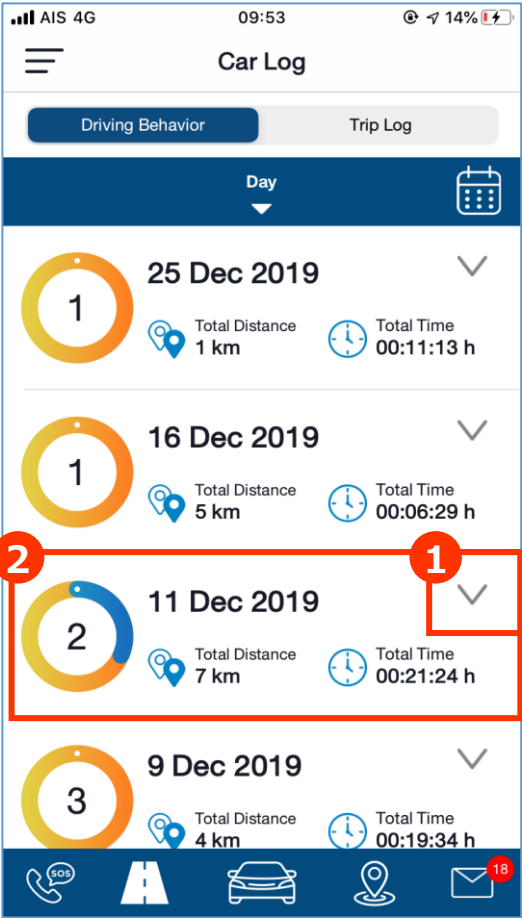 AIS 4G 09:53 14%
Car Log
Driving Behavior Trip Log
Day
1
25 Dec 2019
Total Distance Total Time
1 km 00:11:13 h
1
16 Dec 2019
Total Distance Total Time
5 km 00:06:29 h
2 1
2
11 Dec 2019
Total Distance Total Time
7 km 00:21:24 h
3
9 Dec 2019
Total Distance Total Time
4 km 00:19:34 h
SOS 18